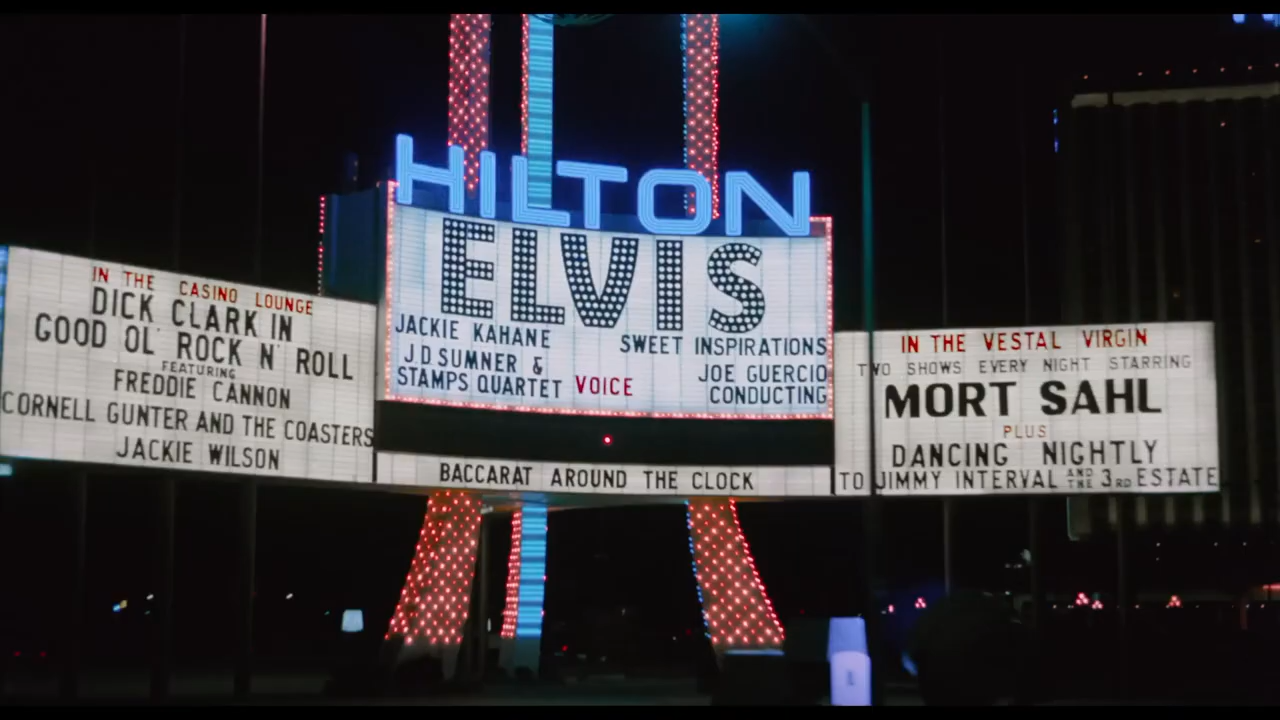 HILTON
ELVIS
JACKIE KAHANE
J.D SUMNER &
STAMPS QUARTET
VOICE
SWEET INSPIRATIONS
JOE GUERCIO
CONDUCTING
BACCARAT AROUND THE CLOCK
IN THE CASINO LOUNGE
DICK CLARK IN
GOOD OL' ROCK N' ROLL
FEATURING
FREDDIE CANNON
CORNELL GUNTER AND THE COASTERS
JACKIE WILSON
IN THE VESTAL VIRGIN
TWO SHOWS EVERY NIGHT STARRING
MORT SAHL
PLUS
DANCING NIGHTLY
TO JIMMY INTERVAL AND THE 3RD ESTATE